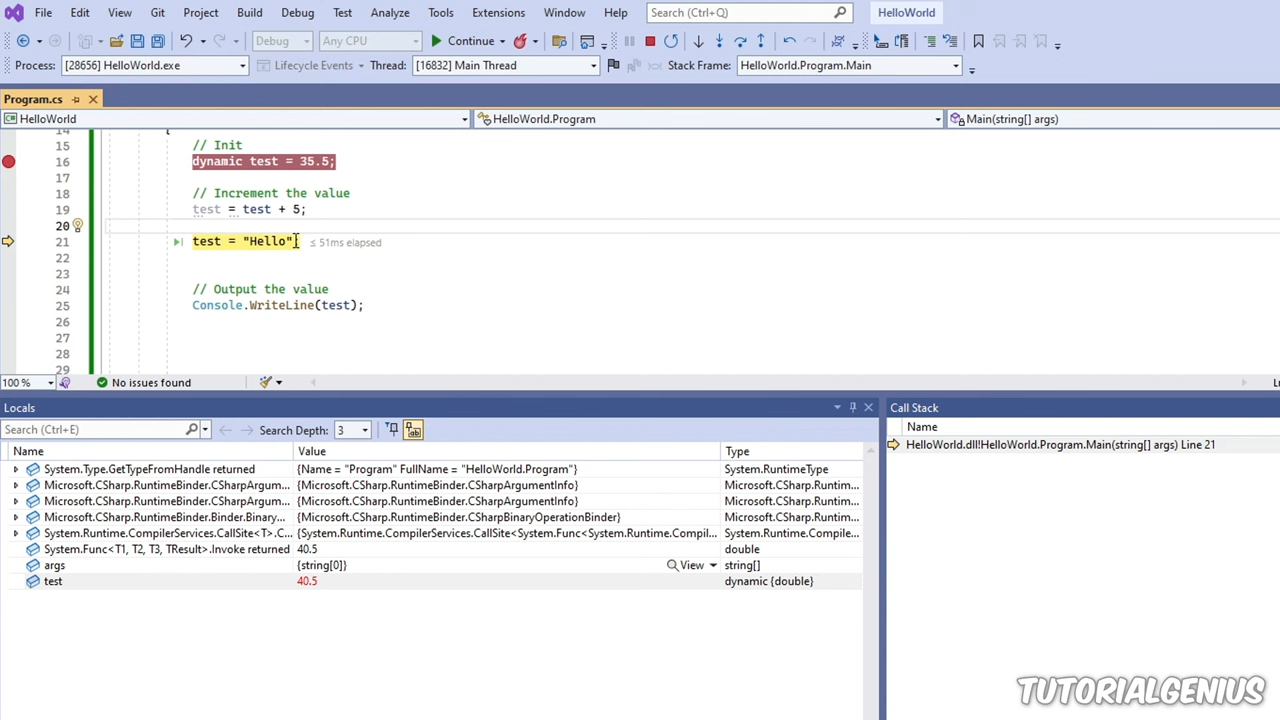 File Edit View Git Project Build Debug Test Analyze Tools Extensions Window Help Search (Ctrl+Q) HelloWorld
Debug Any CPU Continue
Process: [28656] HelloWorld.exe Lifecycle Events Thread: [16832] Main Thread Stack Frame: HelloWorld.Program.Main
Program.cs
HelloWorld HelloWorld.Program Main(string[] args)
14 {
15 // Init
16 dynamic test = 35.5;
17
18 // Increment the value
19 test = test + 5;
20
21 test = "Hello"; ≤ 51ms elapsed
22
23
24 // Output the value
25 Console.WriteLine(test);
26
27
28
29
100 % No issues found
Locals
Search (Ctrl+E) Search Depth: 3
Name Value Type
System.Type.GetTypeFromHandle returned {Name = "Program" FullName = "HelloWorld.Program"} System.RuntimeType
Microsoft.CSharp.RuntimeBinder.CSharpArgum... {Microsoft.CSharp.RuntimeBinder.CSharpArgumentInfo} Microsoft.CSharp.Runtim...
Microsoft.CSharp.RuntimeBinder.CSharpArgum... {Microsoft.CSharp.RuntimeBinder.CSharpArgumentInfo} Microsoft.CSharp.Runtim...
Microsoft.CSharp.RuntimeBinder.Binder.Binary... {Microsoft.CSharp.RuntimeBinder.CSharpBinaryOperationBinder} Microsoft.CSharp.Runtim...
System.Runtime.CompilerServices.CallSite<T>.C... {System.Runtime.CompilerServices.CallSite<System.Func<System.Runtime.Compil... System.Runtime.Compile...
System.Func<T1, T2, T3, TResult>.Invoke returned 40.5 double
args {string[0]} View string[]
test 40.5 dynamic {double}
Call Stack
Name
HelloWorld.dll!HelloWorld.Program.Main(string[] args) Line 21
TUTORIALGENIUS